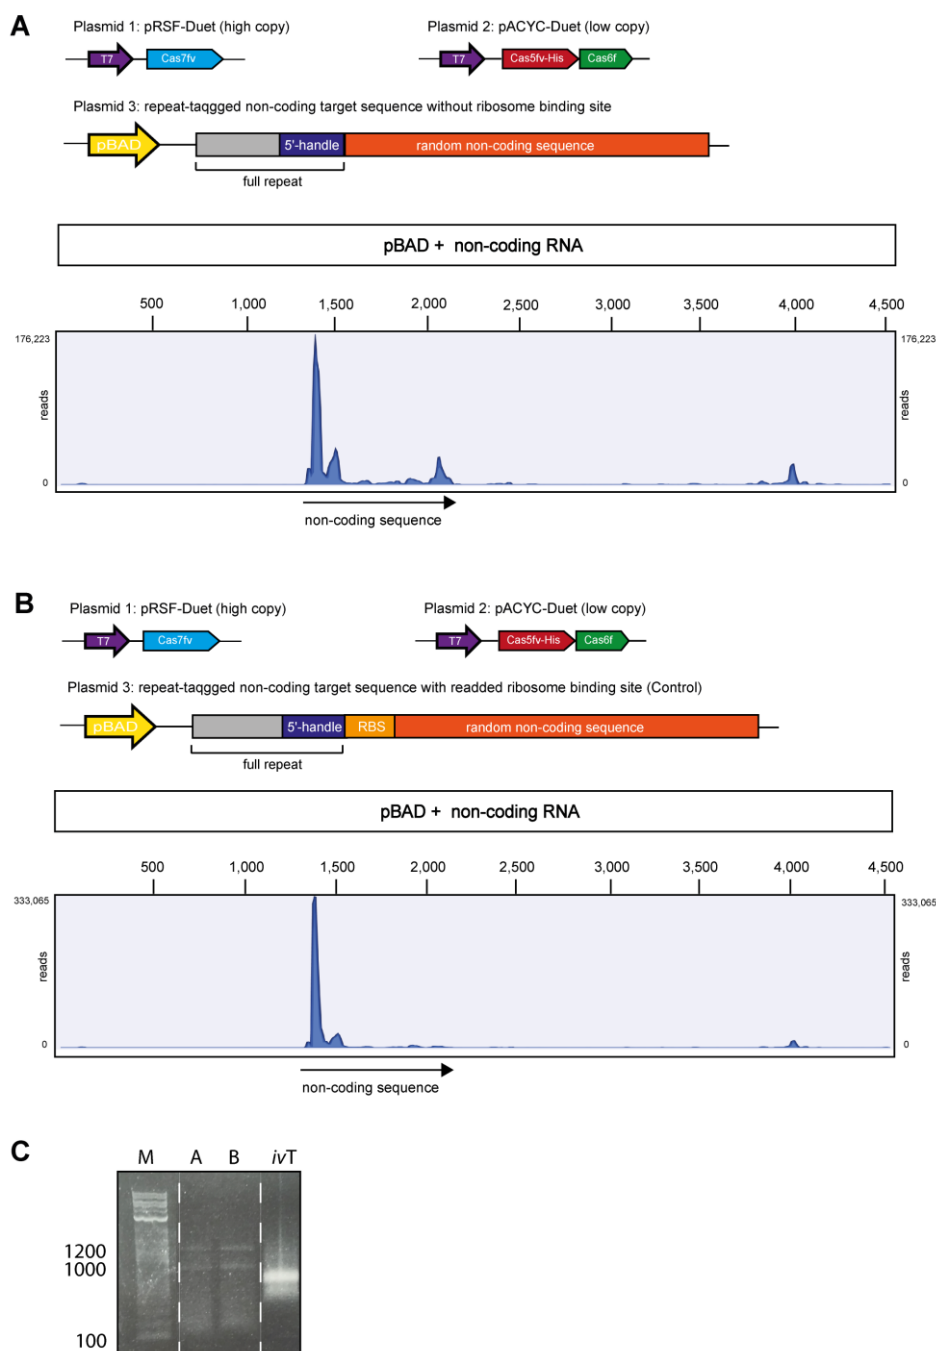 A
Plasmid 1: pRSF-Duet (high copy)
Plasmid 2: pACYC-Duet (low copy)
T7
Cas7fv
T7
Cas5fv-His
Cas6f
Plasmid 3: repeat-taqgged non-coding target sequence without ribosome binding site
pBAD
5'-handle
random non-coding sequence
full repeat
pBAD + non-coding RNA
500
1,000
1,500
2,000
2,500
3,000
3,500
4,000
4,500
176,223
176,223
reads
reads
0
0
non-coding sequence
B
Plasmid 1: pRSF-Duet (high copy)
Plasmid 2: pACYC-Duet (low copy)
T7
Cas7fv
T7
Cas5fv-His
Cas6f
Plasmid 3: repeat-taqgged non-coding target sequence with readded ribosome binding site (Control)
pBAD
5'-handle
RBS
random non-coding sequence
full repeat
pBAD + non-coding RNA
500
1,000
1,500
2,000
2,500
3,000
3,500
4,000
4,500
333,065
333,065
reads
reads
0
0
non-coding sequence
C
M
A
B
ivT
1200
1000
100